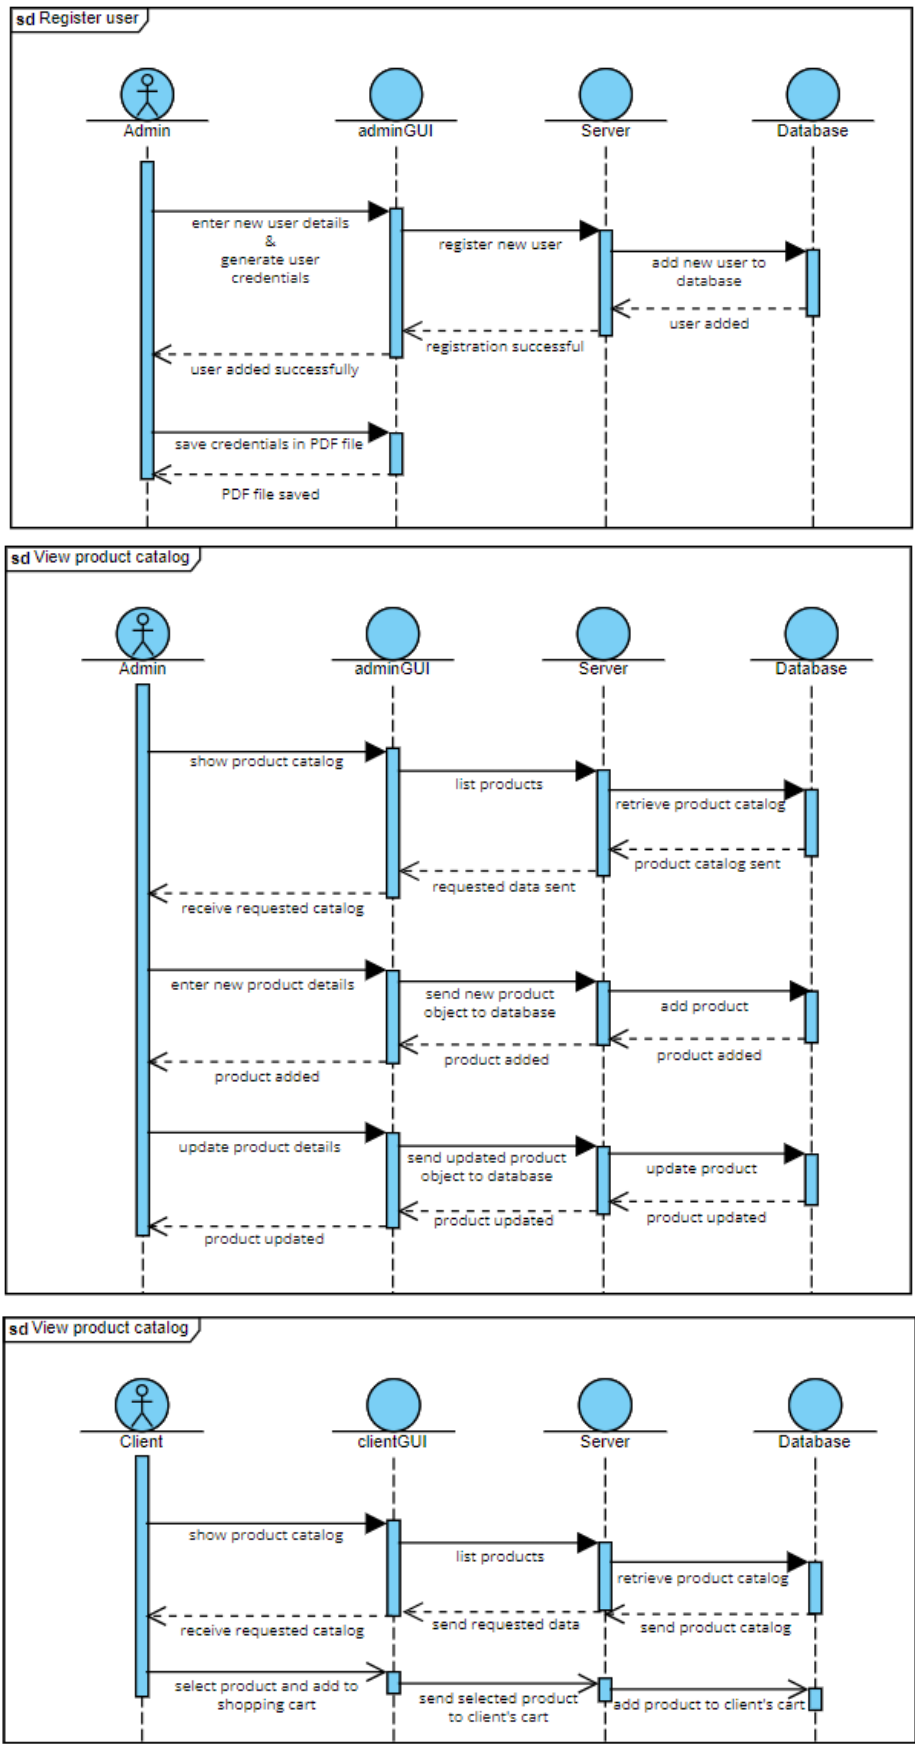 sd Register user
Admin
adminGUI
Server
Database
enter new user details
&
generate user
credentials
register new user
add new user to
database
user added
registration successful
user added successfully
save credentials in PDF file
PDF file saved
sd View product catalog
Admin
adminGUI
Server
Database
show product catalog
list products
retrieve product catalog
product catalog sent
requested data sent
receive requested catalog
enter new product details
send new product
object to database
add product
product added
product added
product added
update product details
send updated product
object to database
update product
product updated
product updated
product updated
sd View product catalog
Client
clientGUI
Server
Database
show product catalog
list products
retrieve product catalog
send product catalog
send requested data
receive requested catalog
select product and add to
shopping cart
send selected product
to client's cart
add product to client's cart